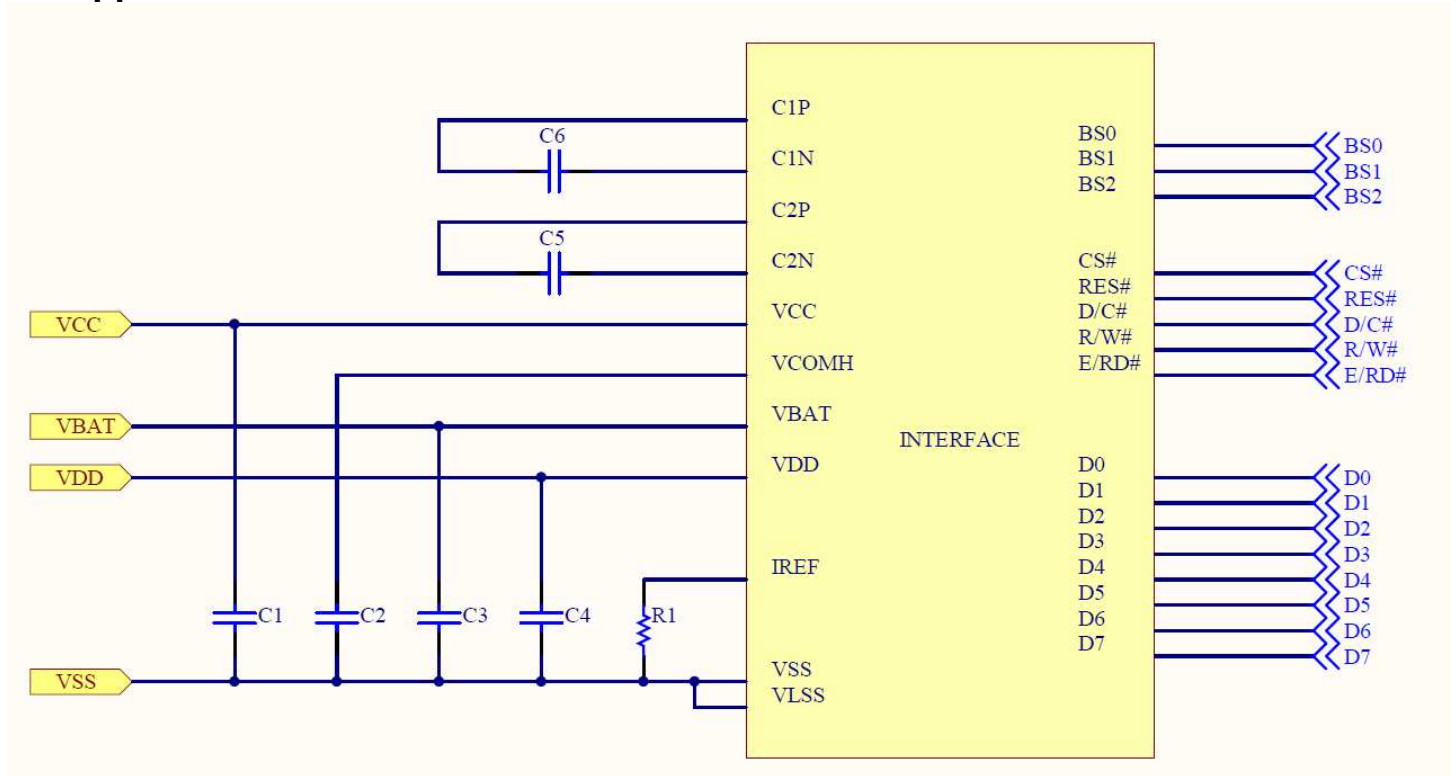 C1P
C6
C1N
C2P
C5
C2N
VCC
VCC
VCOMH
VBAT
VBAT
INTERFACE
VDD
VDD
IREF
C1
C2
C3
C4
R1
VSS
VSS
VLSS
BS0
BS1
BS2
BS0
BS1
BS2
CS#
RES#
D/C#
R/W#
E/RD#
CS#
RES#
D/C#
R/W#
E/RD#
D0
D1
D2
D3
D4
D5
D6
D7
D0
D1
D2
D3
D4
D5
D6
D7